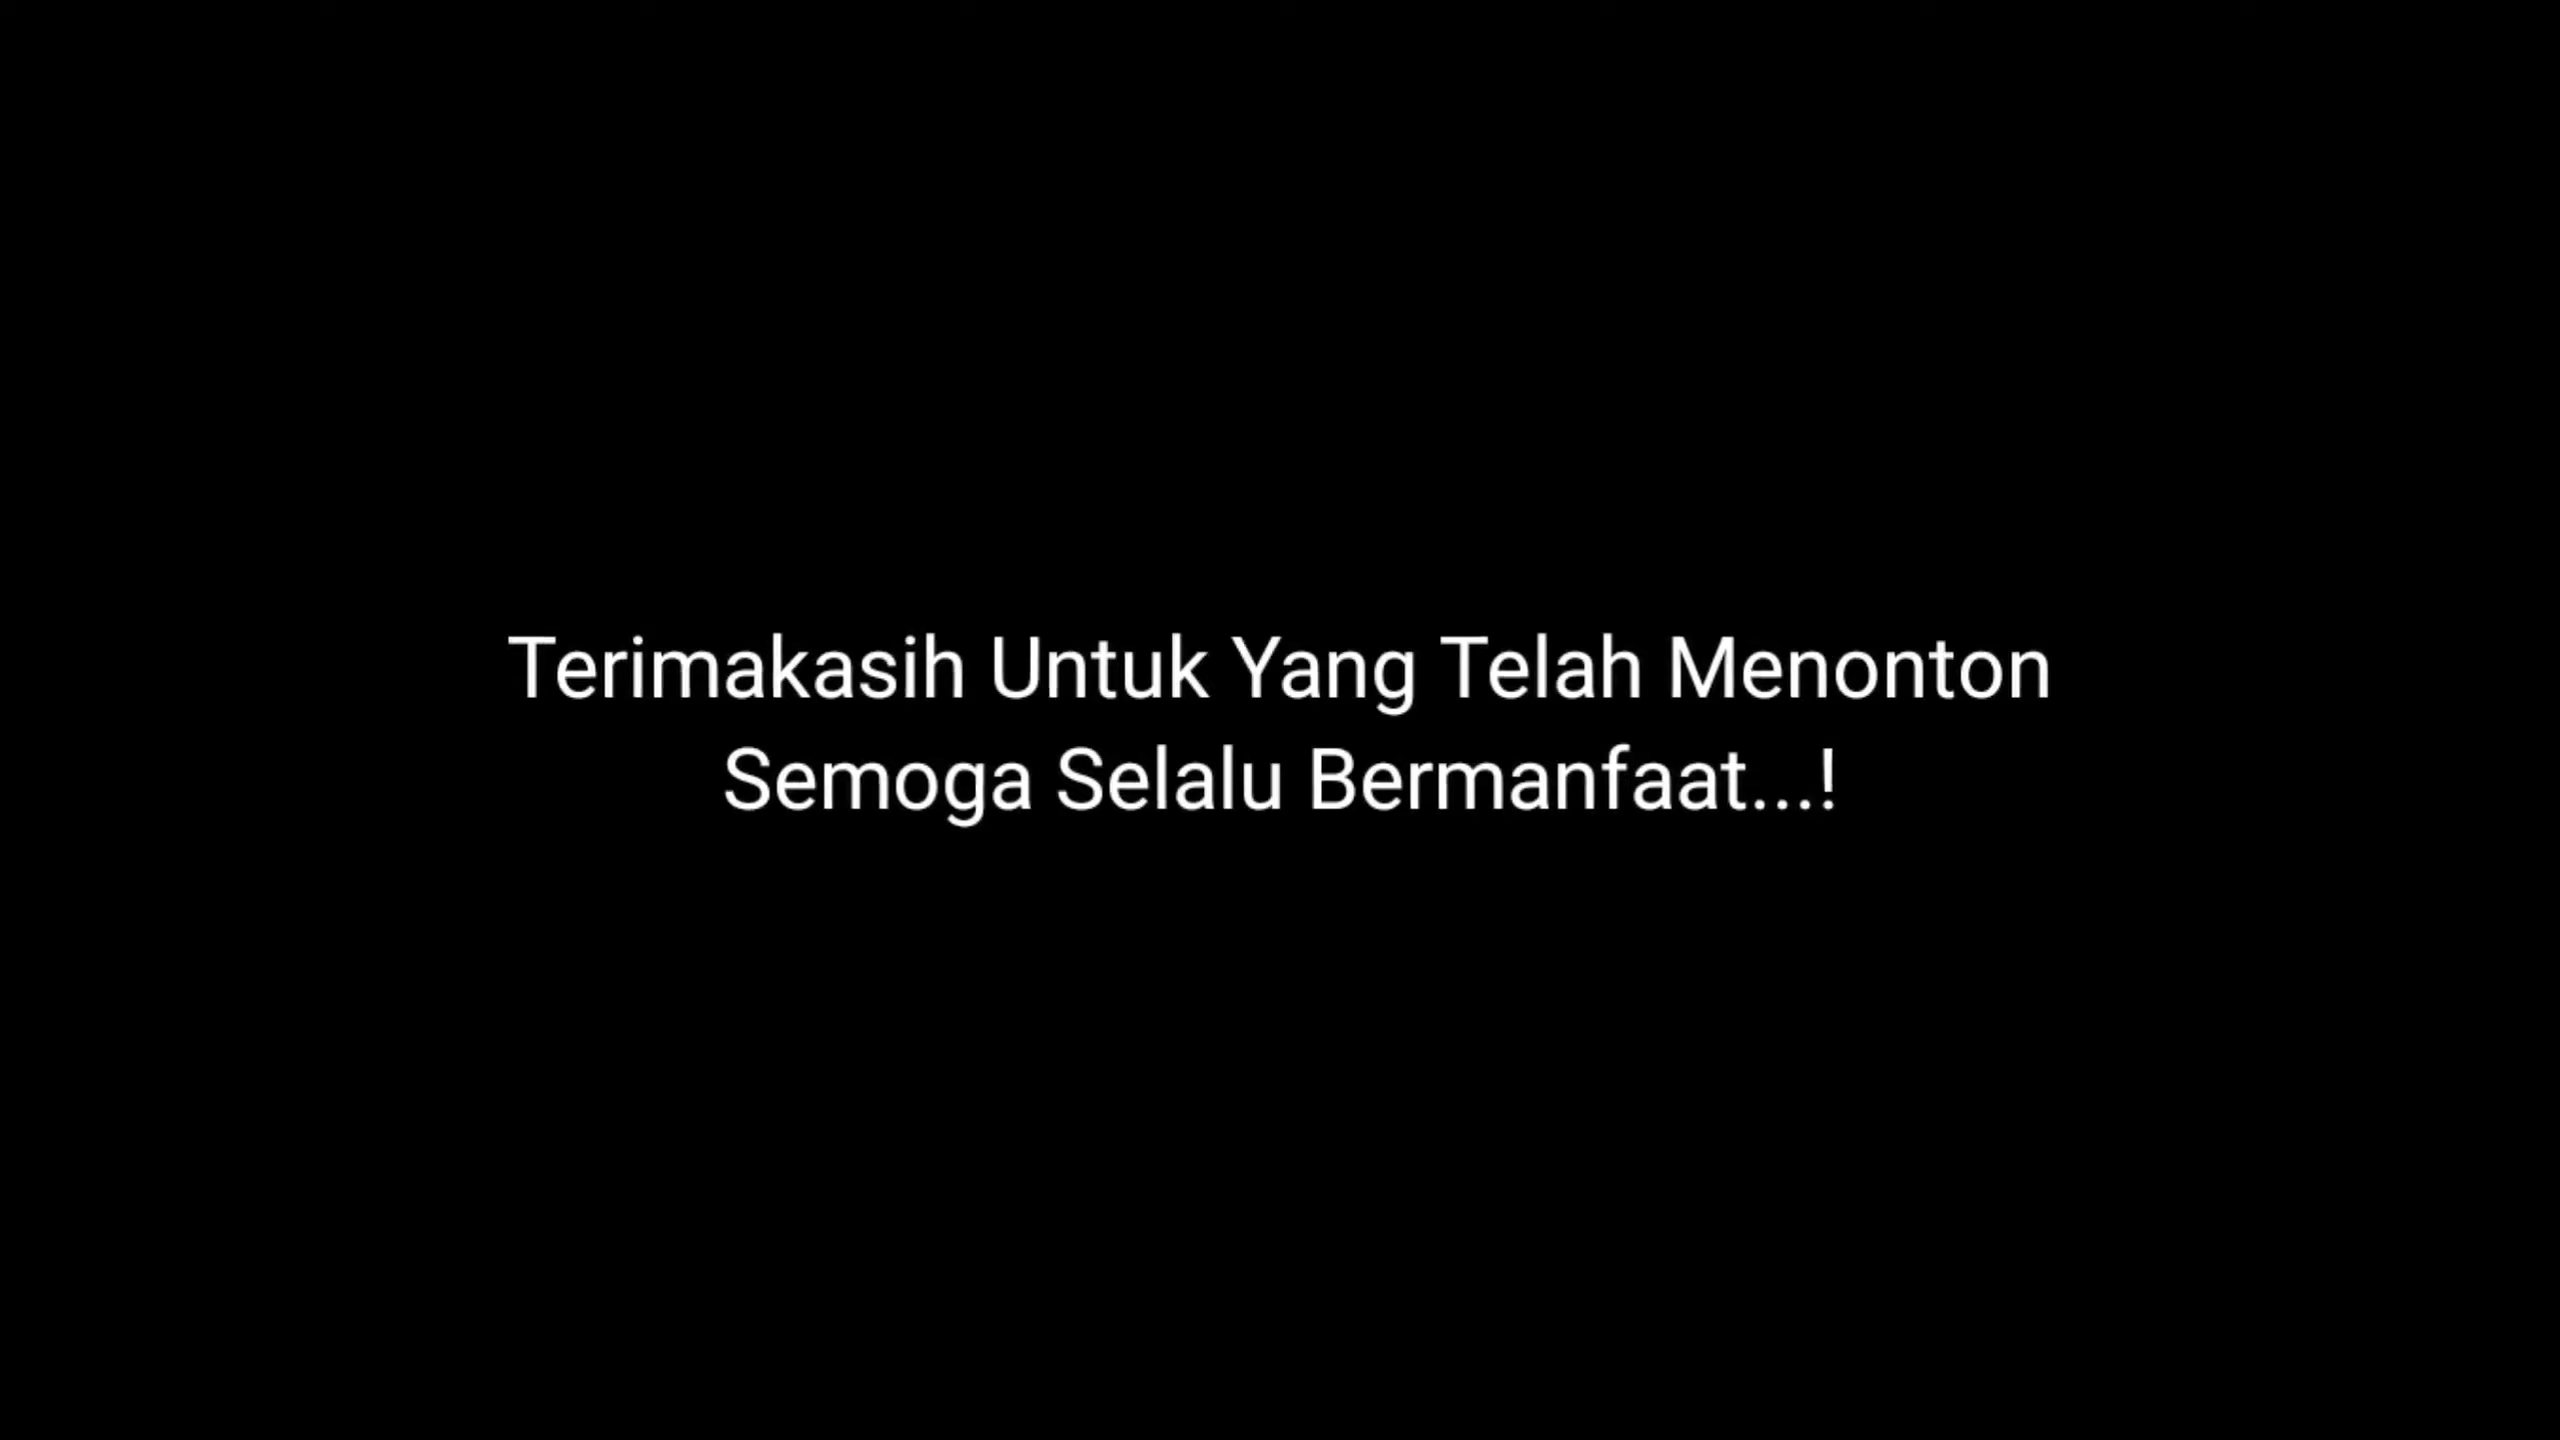 Terimakasih Untuk Yang Telah Menonton
Semoga Selalu Bermanfaat...!